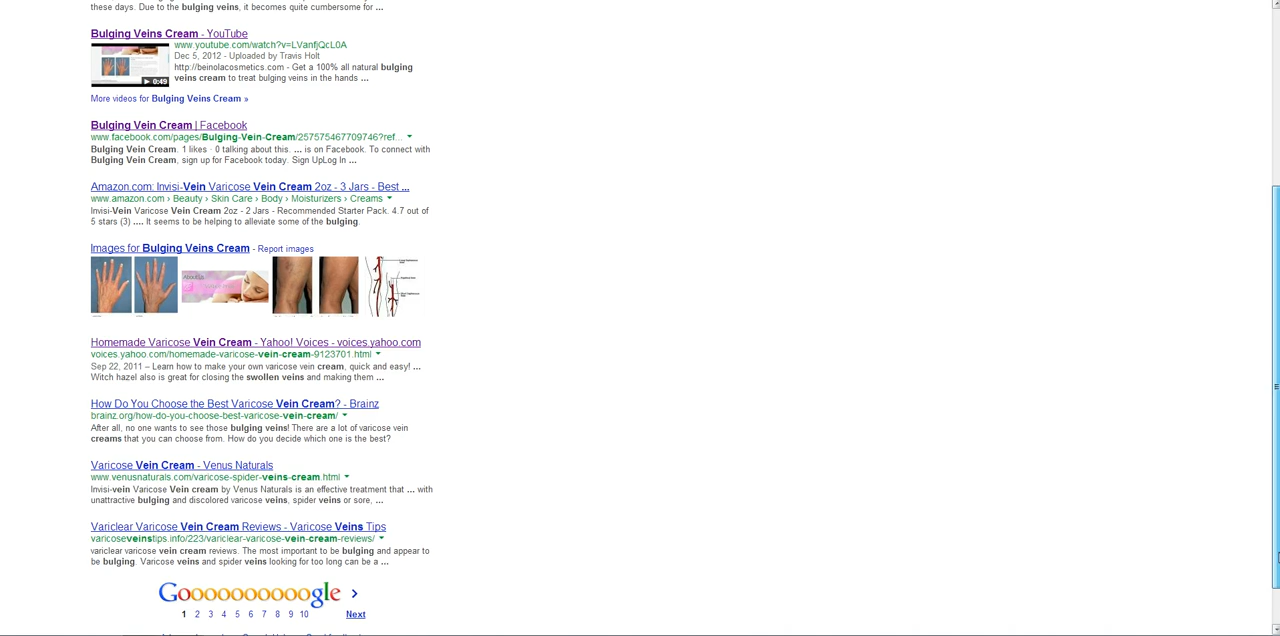 these days. Due to the bulging veins, it becomes quite cumbersome for ...
Bulging Veins Cream - YouTube
www.youtube.com/watch?v=LVanfjQcL0A
Dec 5, 2012 - Uploaded by Travis Holt
http://beinolacosmetics.com - Get a 100% all natural bulging
veins cream to treat bulging veins in the hands ...
▶ 0:49
More videos for Bulging Veins Cream »
Bulging Vein Cream | Facebook
www.facebook.com/pages/Bulging-Vein-Cream/257575467709746?ref...
Bulging Vein Cream. 1 likes · 0 talking about this. ... is on Facebook. To connect with
Bulging Vein Cream, sign up for Facebook today. Sign UpLog In ...
Amazon.com: Invisi-Vein Varicose Vein Cream 2oz - 3 Jars - Best ...
www.amazon.com › Beauty › Skin Care › Body › Moisturizers › Creams
Invisi-Vein Varicose Vein Cream 2oz - 2 Jars - Recommended Starter Pack. 4.7 out of
5 stars (3) .... It seems to be helping to alleviate some of the bulging.
Images for Bulging Veins Cream - Report images
About Us
Homemade Varicose Vein Cream - Yahoo! Voices - voices.yahoo.com
voices.yahoo.com/homemade-varicose-vein-cream-9123701.html
Sep 22, 2011 – Learn how to make your own varicose vein cream, quick and easy! ...
Witch hazel also is great for closing the swollen veins and making them ...
How Do You Choose the Best Varicose Vein Cream? - Brainz
brainz.org/how-do-you-choose-best-varicose-vein-cream/
After all, no one wants to see those bulging veins! There are a lot of varicose vein
creams that you can choose from. How do you decide which one is the best?
Varicose Vein Cream - Venus Naturals
www.venusnaturals.com/varicose-spider-veins-cream.html
Invisi-vein Varicose Vein cream by Venus Naturals is an effective treatment that ... with
unattractive bulging and discolored varicose veins, spider veins or sore, ...
Variclear Varicose Vein Cream Reviews - Varicose Veins Tips
varicoseveinstips.info/223/variclear-varicose-vein-cream-reviews/
variclear varicose vein cream reviews. The most important to be bulging and appear to
be bulging. Varicose veins and spider veins looking for too long can be a ...
Goooooooooogle >
1 2 3 4 5 6 7 8 9 10 Next